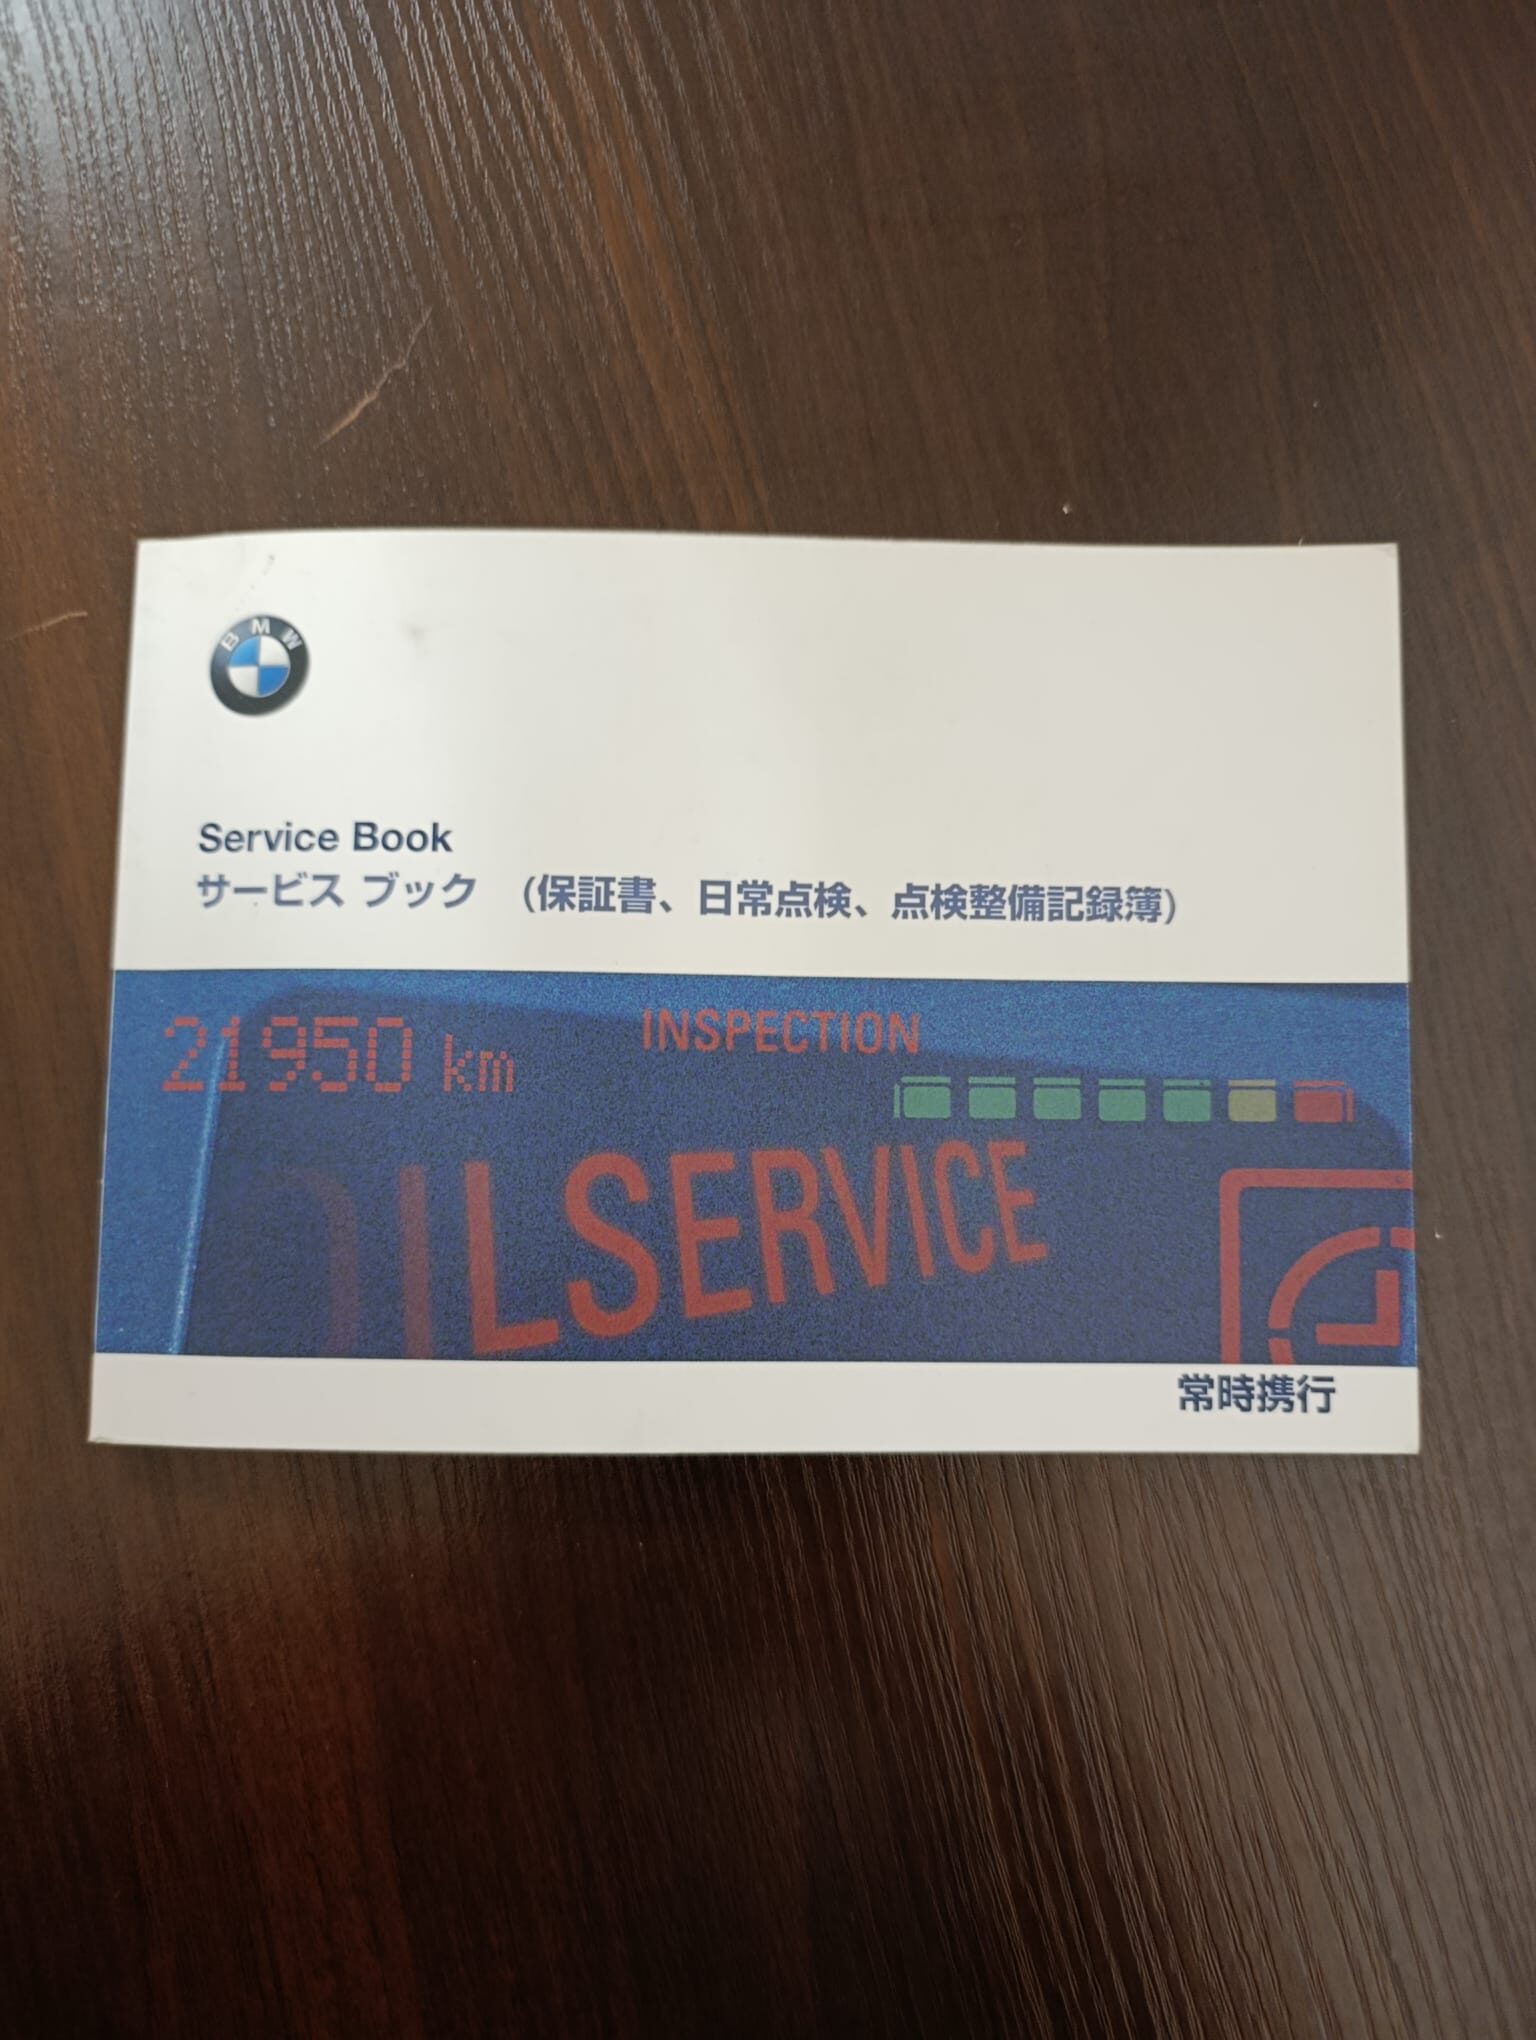 BMW
Service Book
サービス ブック (保証書、日常点検、点検整備記録簿)
21950 km
INSPECTION
OILSERVICE
常時携行